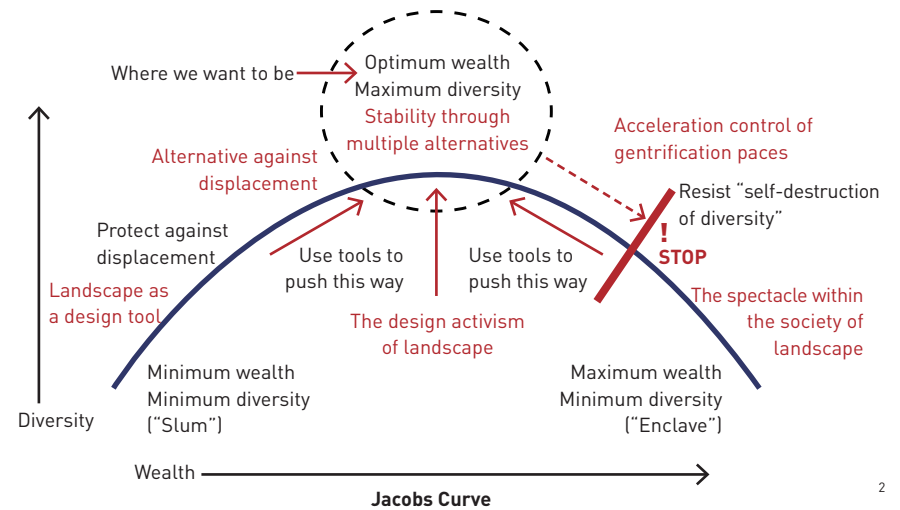 Where we want to be
Optimum wealth
Maximum diversity
Stability through
multiple alternatives
Acceleration control of
gentrification paces
Alternative against
displacement
Resist “self-destruction
of diversity”
!
STOP
Protect against
displacement
Use tools to
push this way
Use tools to
push this way
Landscape as
a design tool
The design activism
of landscape
The spectacle within
the society of
landscape
Minimum wealth
Minimum diversity
(“Slum”)
Maximum wealth
Minimum diversity
(“Enclave”)
Diversity
Wealth
Jacobs Curve
2